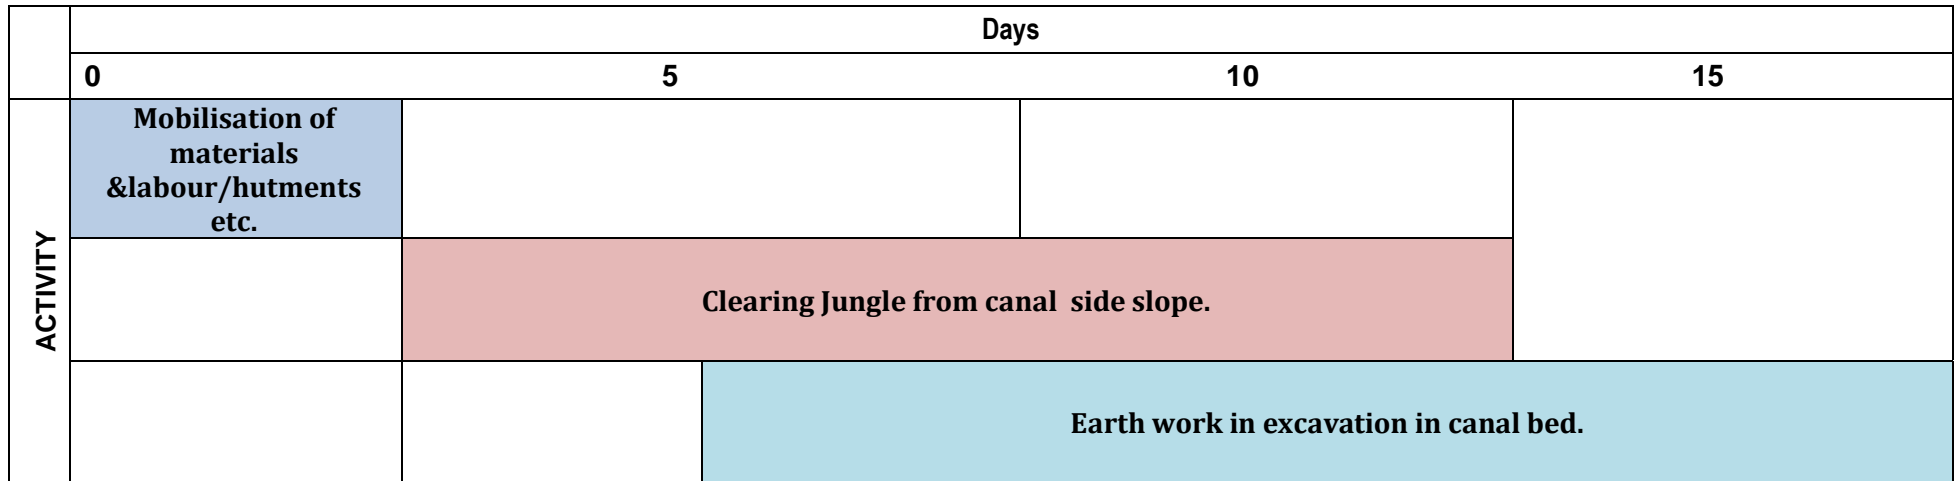 Days
0 5 10 15
ACTIVITY
Mobilisation of
materials
&labour/hutments
etc.
Clearing Jungle from canal side slope.
Earth work in excavation in canal bed.